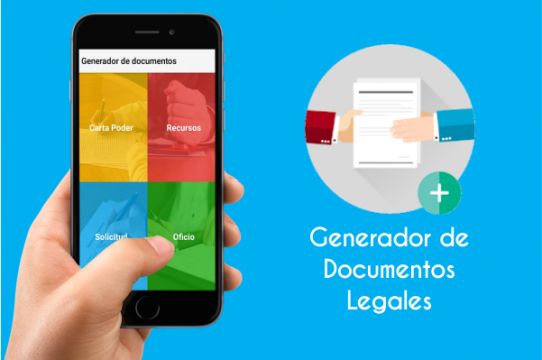 Generador de documentos
Carta Poder
Recursos
Solicitud
Oficio
Generador de
Documentos
Legales